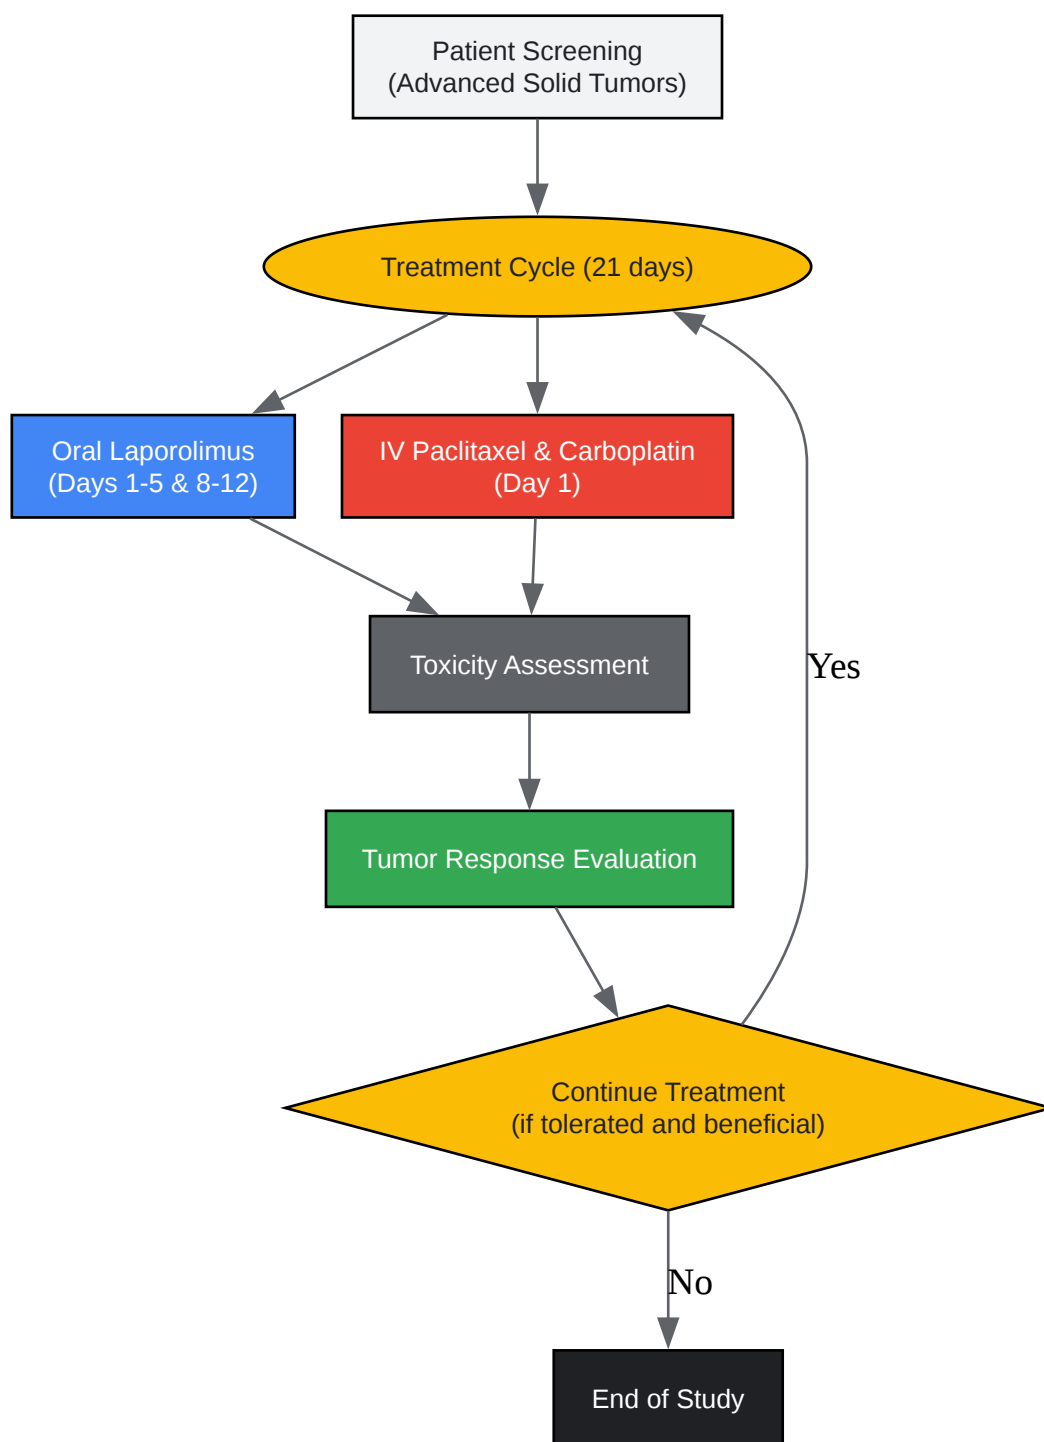 Patient Screening
(Advanced Solid Tumors)
Treatment Cycle (21 days)
Oral Laporolimus
(Days 1-5 & 8-12)
IV Paclitaxel & Carboplatin
(Day 1)
Toxicity Assessment
Yes
Tumor Response Evaluation
Continue Treatment
(if tolerated and beneficial)
No
End of Study